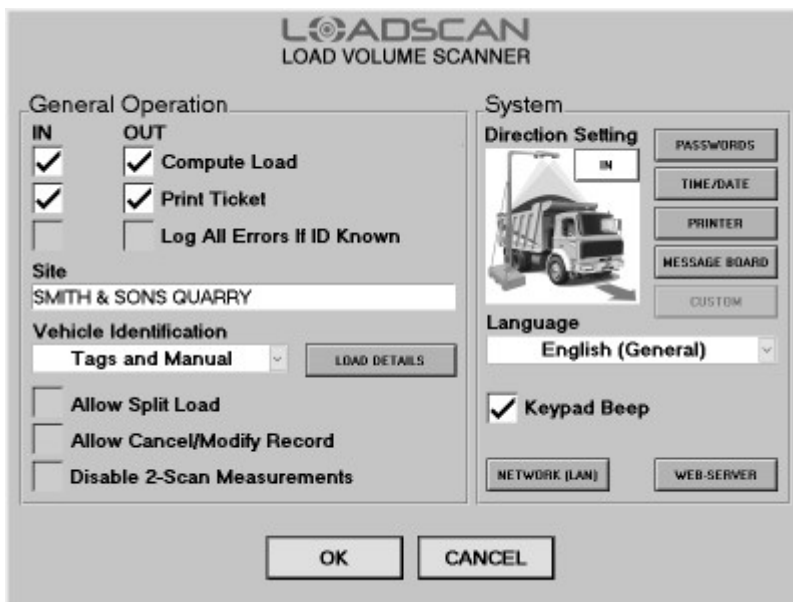 LOADSCAN
LOAD VOLUME SCANNER
General Operation
IN OUT
Compute Load
Print Ticket
Log All Errors If ID Known
Site
SMITH & SONS QUARRY
Vehicle Identification
Tags and Manual
LOAD DETAILS
Allow Split Load
Allow Cancel/Modify Record
Disable 2-Scan Measurements
System
Direction Setting
IN
PASSWORDS
TIME/DATE
PRINTER
MESSAGE BOARD
CUSTOM
Language
English (General)
Keypad Beep
NETWORK (LAN)
WEB-SERVER
OK
CANCEL